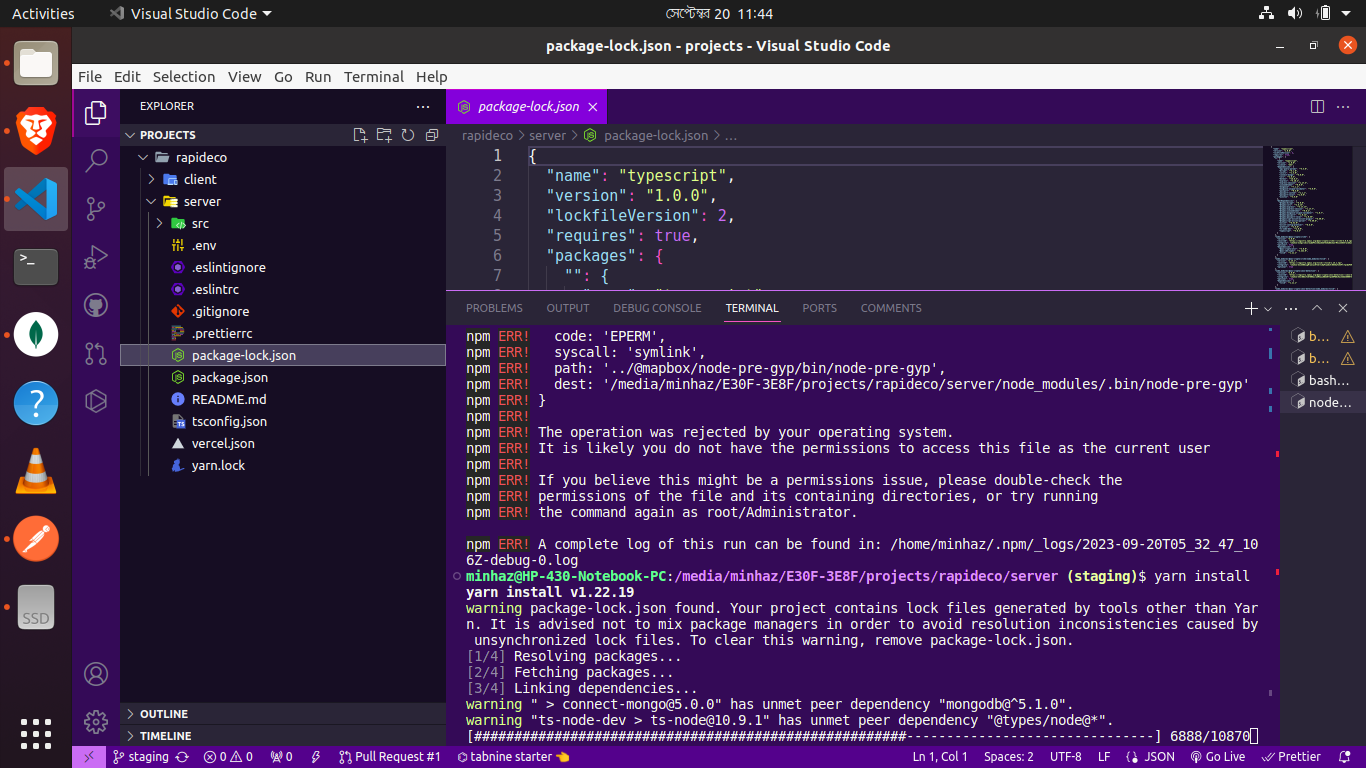 Activities
Visual Studio Code
সেপ্টেম্বর 20 11:44
package-lock.json - projects - Visual Studio Code
File Edit Selection View Go Run Terminal Help
EXPLORER
PROJECTS
rapideco
client
server
src
.env
.eslintignore
.eslintrc
.gitignore
.prettierrc
package-lock.json
package.json
README.md
tsconfig.json
vercel.json
yarn.lock
OUTLINE
TIMELINE
SSD
package-lock.json
rapideco > server > package-lock.json > ...
1 {
2 "name": "typescript",
3 "version": "1.0.0",
4 "lockfileVersion": 2,
5 "requires": true,
6 "packages": {
7 "": {
PROBLEMS OUTPUT DEBUG CONSOLE TERMINAL PORTS COMMENTS
npm ERR! code: 'EPERM',
npm ERR! syscall: 'symlink',
npm ERR! path: '../@mapbox/node-pre-gyp/bin/node-pre-gyp',
npm ERR! dest: '/media/minhaz/E30F-3E8F/projects/rapideco/server/node_modules/.bin/node-pre-gyp'
npm ERR! }
npm ERR!
npm ERR! The operation was rejected by your operating system.
npm ERR! It is likely you do not have the permissions to access this file as the current user
npm ERR!
npm ERR! If you believe this might be a permissions issue, please double-check the
npm ERR! permissions of the file and its containing directories, or try running
npm ERR! the command again as root/Administrator.
npm ERR! A complete log of this run can be found in: /home/minhaz/.npm/_logs/2023-09-20T05_32_47_10
6Z-debug-0.log
minhaz@HP-430-Notebook-PC:/media/minhaz/E30F-3E8F/projects/rapideco/server (staging)$ yarn install
yarn install v1.22.19
warning package-lock.json found. Your project contains lock files generated by tools other than Yar
n. It is advised not to mix package managers in order to avoid resolution inconsistencies caused by
unsynchronized lock files. To clear this warning, remove package-lock.json.
[1/4] Resolving packages...
[2/4] Fetching packages...
[3/4] Linking dependencies...
warning " > connect-mongo@5.0.0" has unmet peer dependency "mongodb@^5.1.0".
warning "ts-node-dev > ts-node@10.9.1" has unmet peer dependency "@types/node@*".
[######################################################-------------------------------] 6888/10870
b...
b...
bash...
node...
staging 0 0 0 Pull Request #1 tabnine starter Ln 1, Col 1 Spaces: 2 UTF-8 LF {} JSON Go Live Prettier